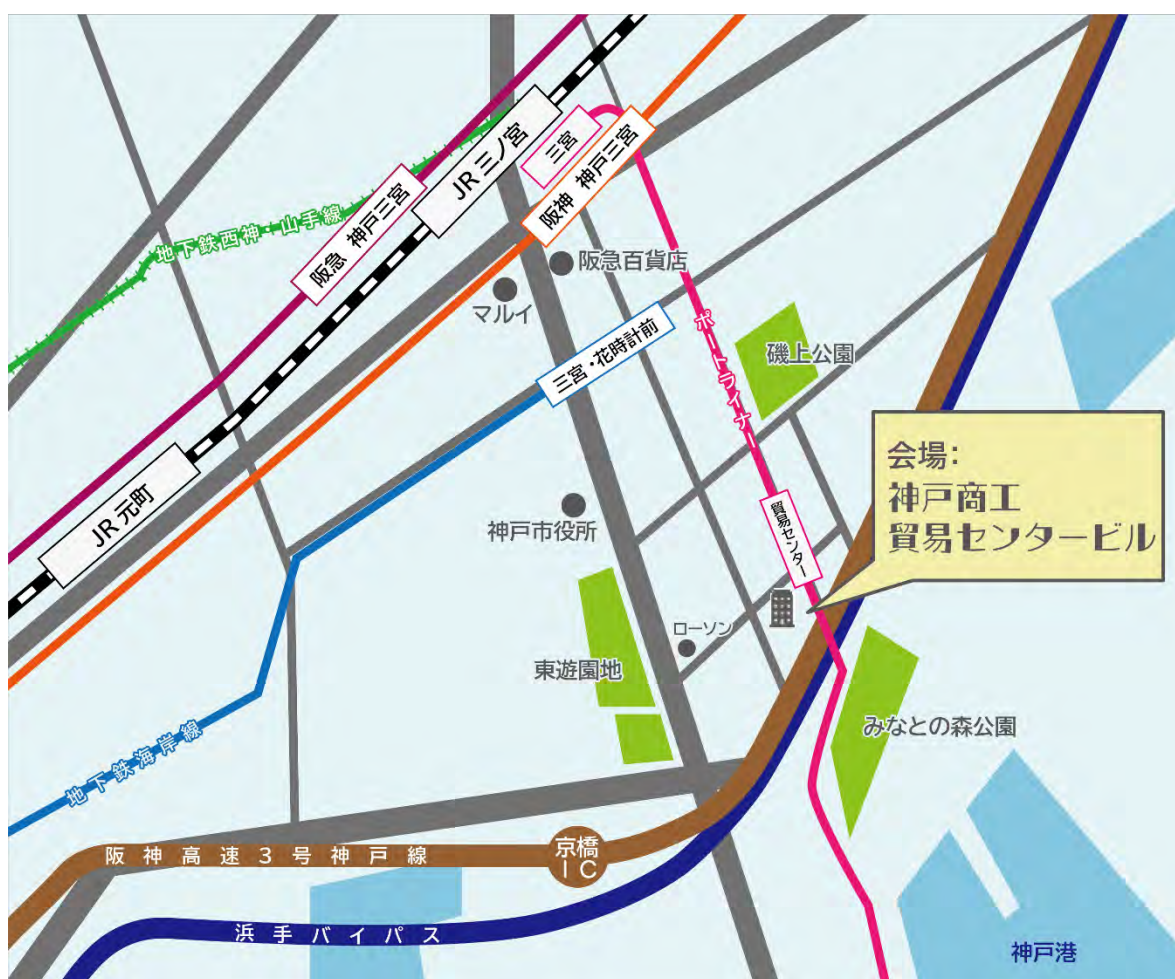 JR 三ノ宮
三宮
阪神 神戸三宮
阪急 神戸三宮
地下鉄西神・山手線
阪急百貨店
マルイ
三宮・花時計前
ポートライナー
磯上公園
会場：
神戸商工
貿易センタービル
JR 元町
神戸市役所
貿易センター
ローソン
東遊園地
みなとの森公園
地下鉄海岸線
阪神高速3号神戸線
京橋
IC
浜手バイパス
神戸港